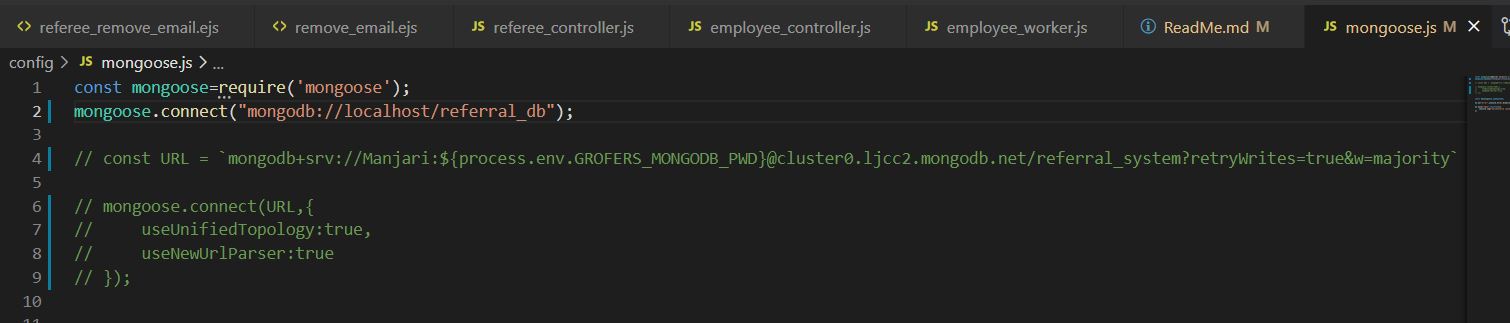 referee_remove_email.ejs remove_email.ejs JS referee_controller.js JS employee_controller.js JS employee_worker.js ReadMe.md M JS mongoose.js M
config > JS mongoose.js > ...
1 const mongoose=require('mongoose');
2 mongoose.connect("mongodb://localhost/referral_db");
3
4 // const URL = `mongodb+srv://Manjari:${process.env.GROFERS_MONGODB_PWD}@cluster0.ljcc2.mongodb.net/referral_system?retryWrites=true&w=majority`
5
6 // mongoose.connect(URL,{
7 //     useUnifiedTopology:true,
8 //     useNewUrlParser:true
9 // });
10
11